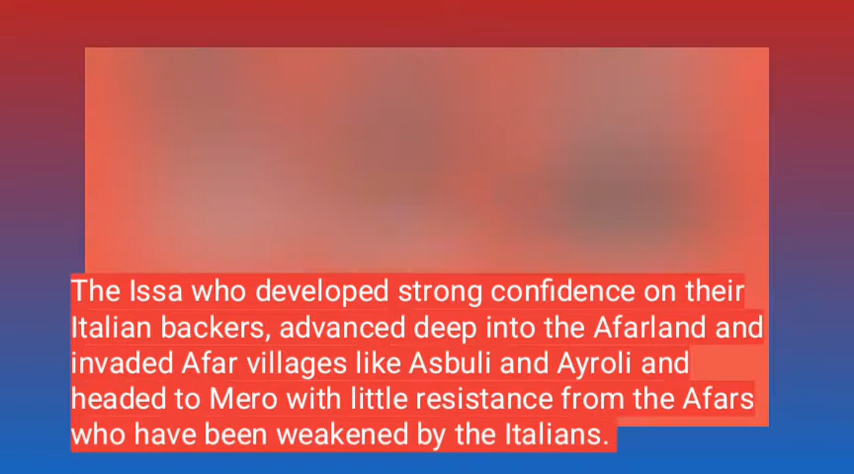 The Issa who developed strong confidence on their
Italian backers, advanced deep into the Afarland and
invaded Afar villages like Asbuli and Ayroli and
headed to Mero with little resistance from the Afars
who have been weakened by the Italians.